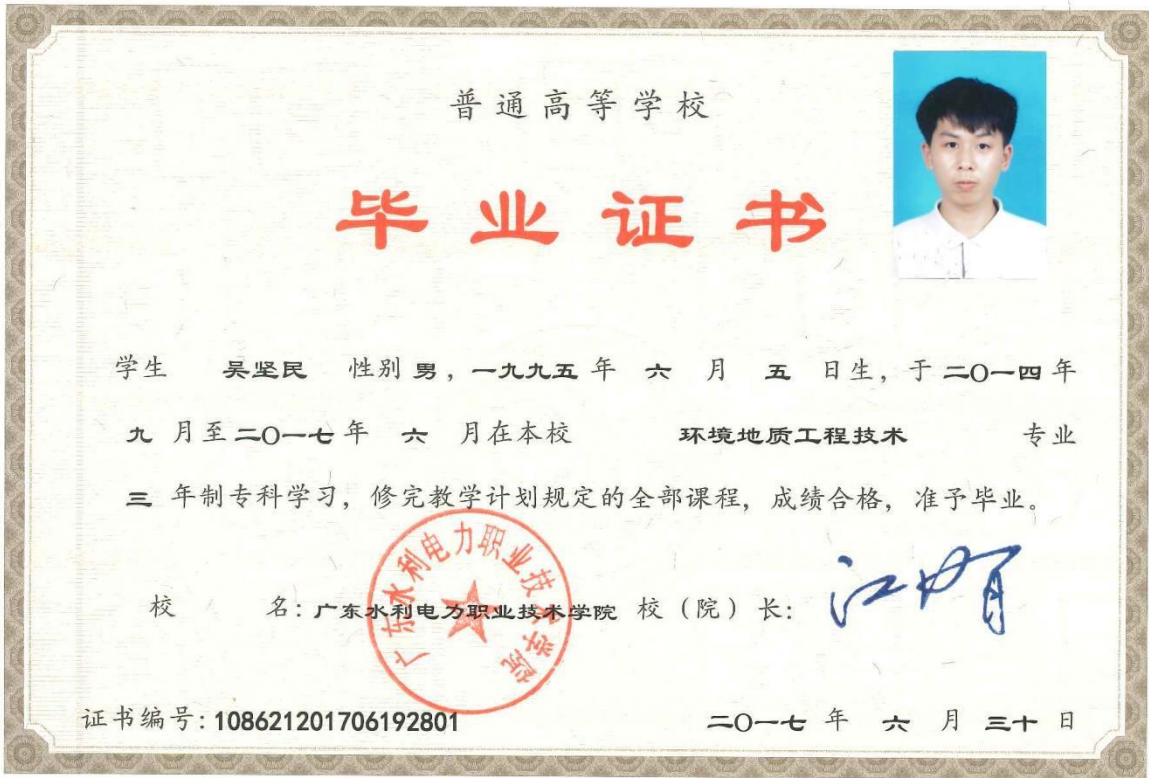 普通高等学校
毕业证书
学生 吴坚民 性别 男，一九九五 年 六 月 五 日生，于 二〇一四 年
九 月至 二〇一七 年 六 月在本校 环境地质工程技术 专业
三 年制专科学习，修完教学计划规定的全部课程，成绩合格，准予毕业。
广东水利电力职业技术学院
校 名：广东水利电力职业技术学院 校（院）长：
证书编号：108621201706192801 二〇一七 年 六 月 三十 日